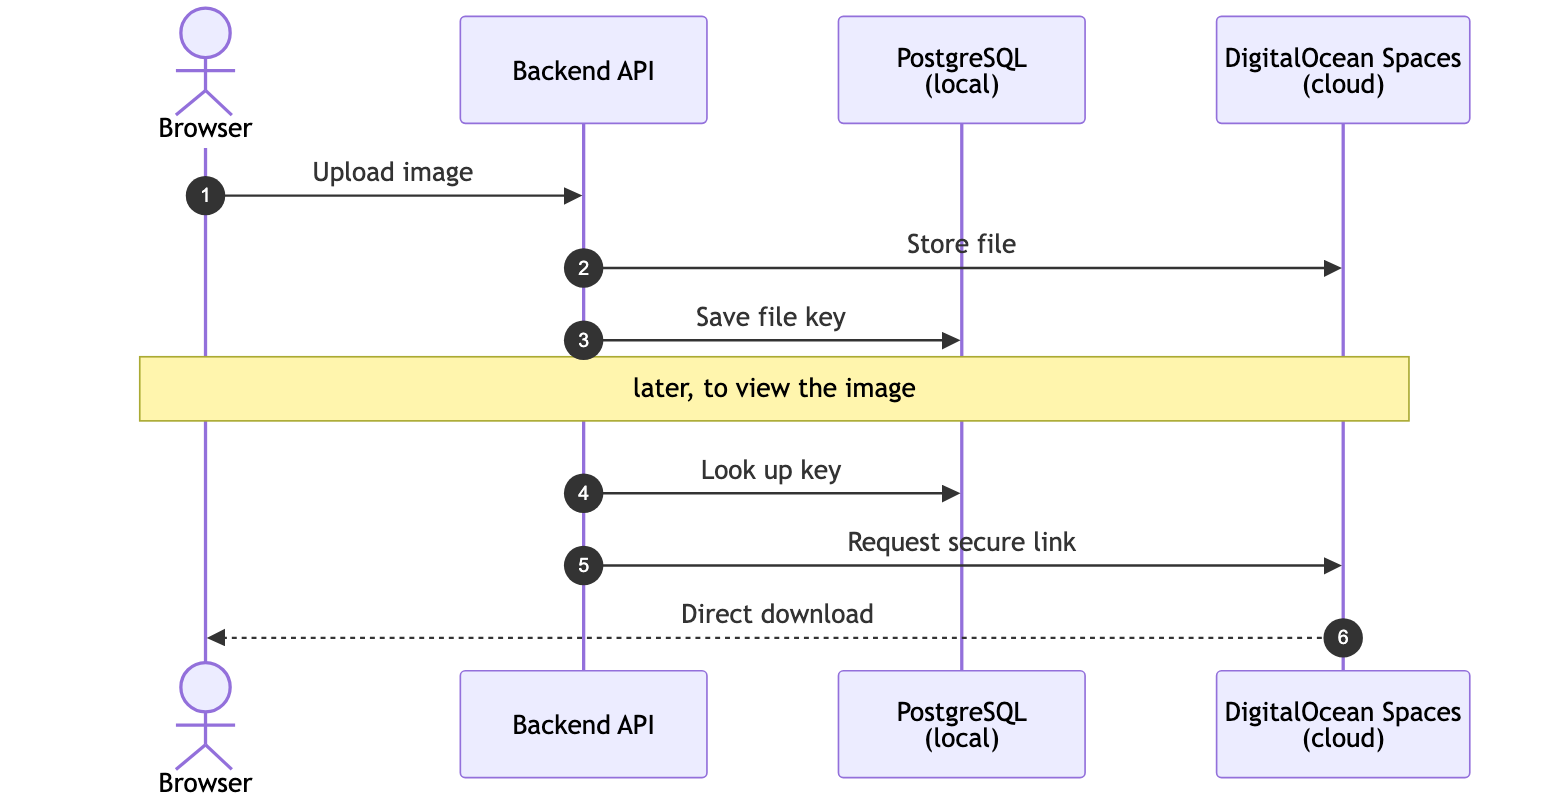 Browser
Backend API
PostgreSQL
(local)
DigitalOcean Spaces
(cloud)
Upload image
1
Store file
2
Save file key
3
later, to view the image
Look up key
4
Request secure link
5
Direct download
6
Browser
Backend API
PostgreSQL
(local)
DigitalOcean Spaces
(cloud)